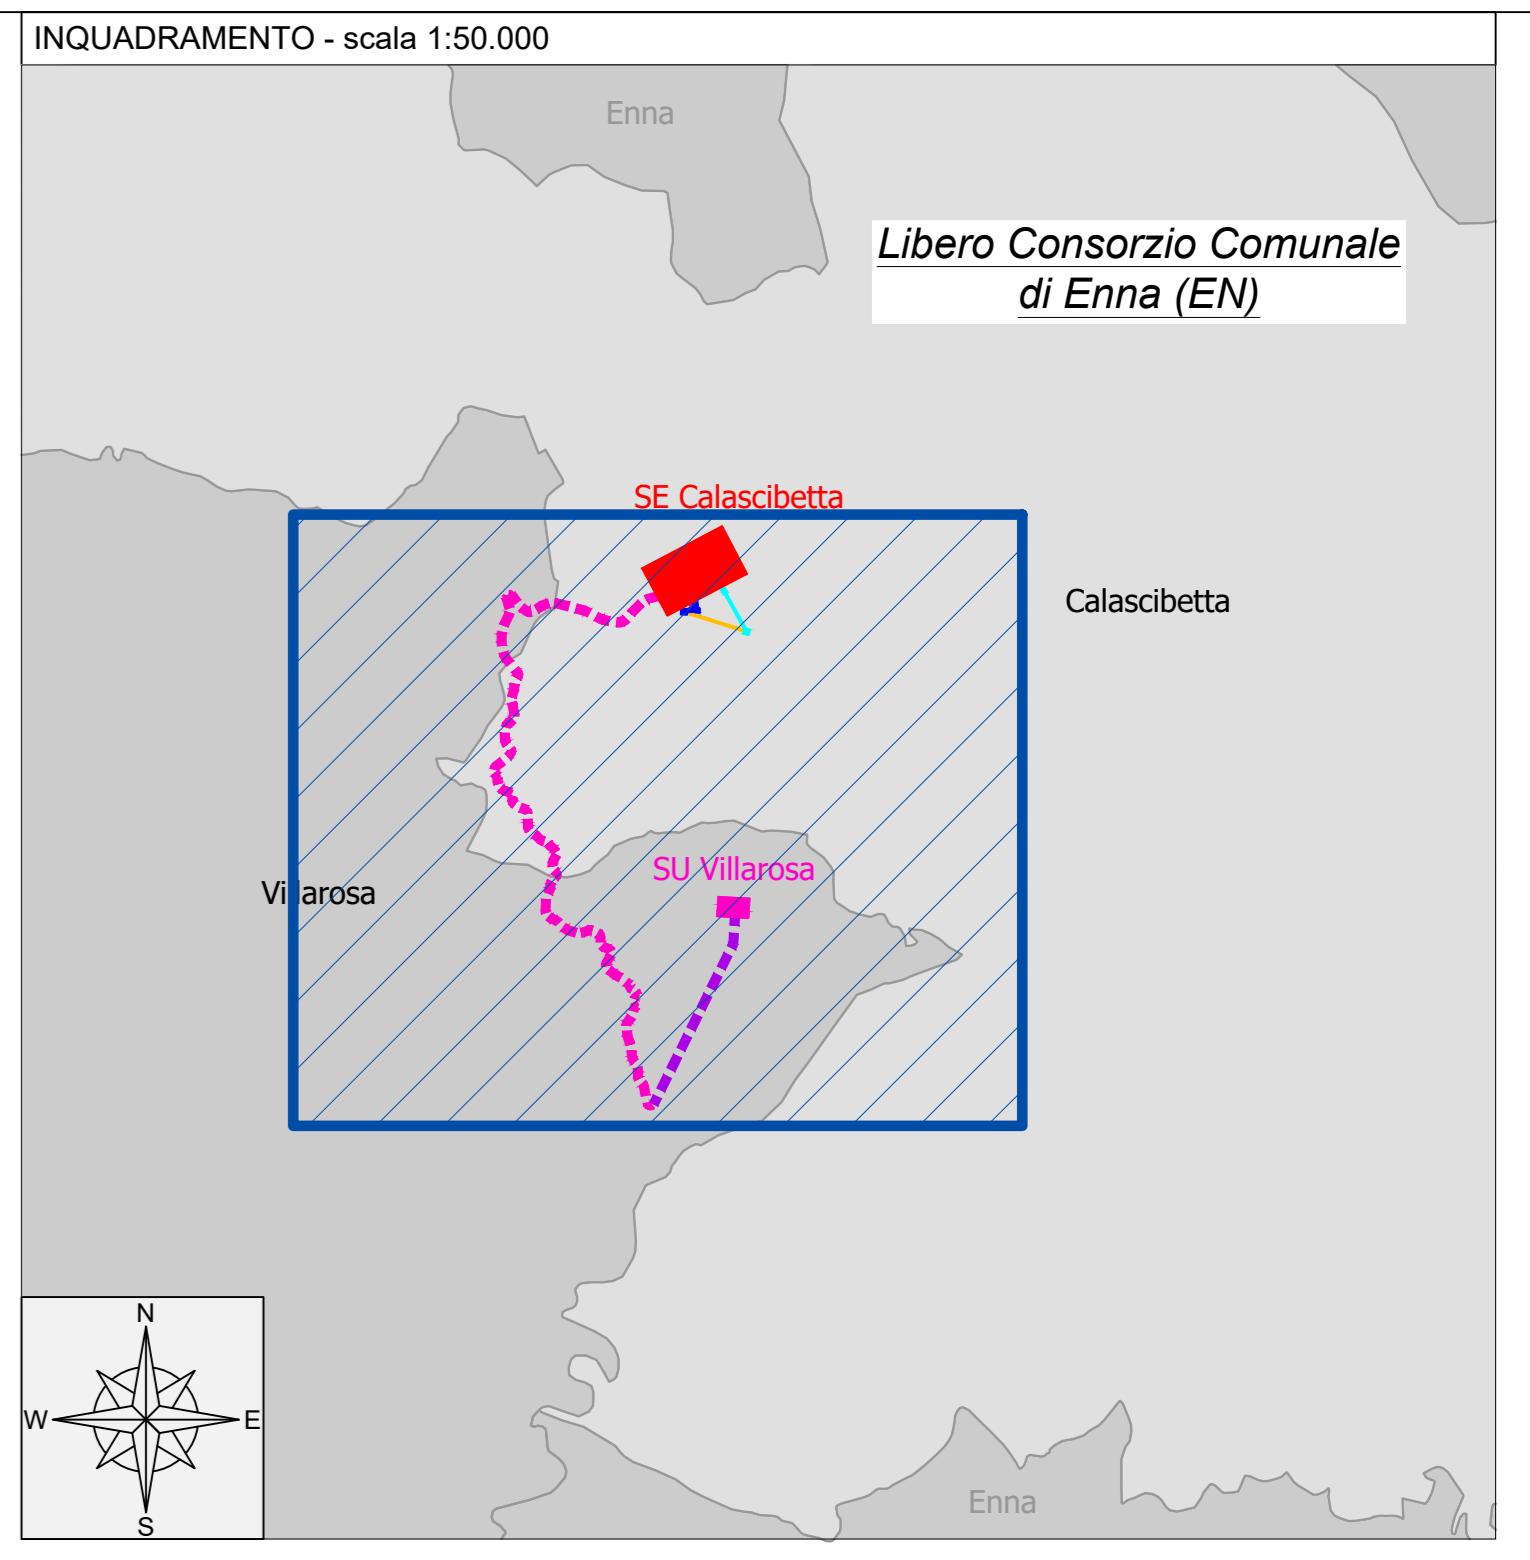 INQUADRAMENTO - scala 1:50.000
Enna
Libero Consorzio Comunale
di Enna (EN)
SE Calascibetta
Calascibetta
SU Villarosa
Villarosa
N
W
E
S
Enna